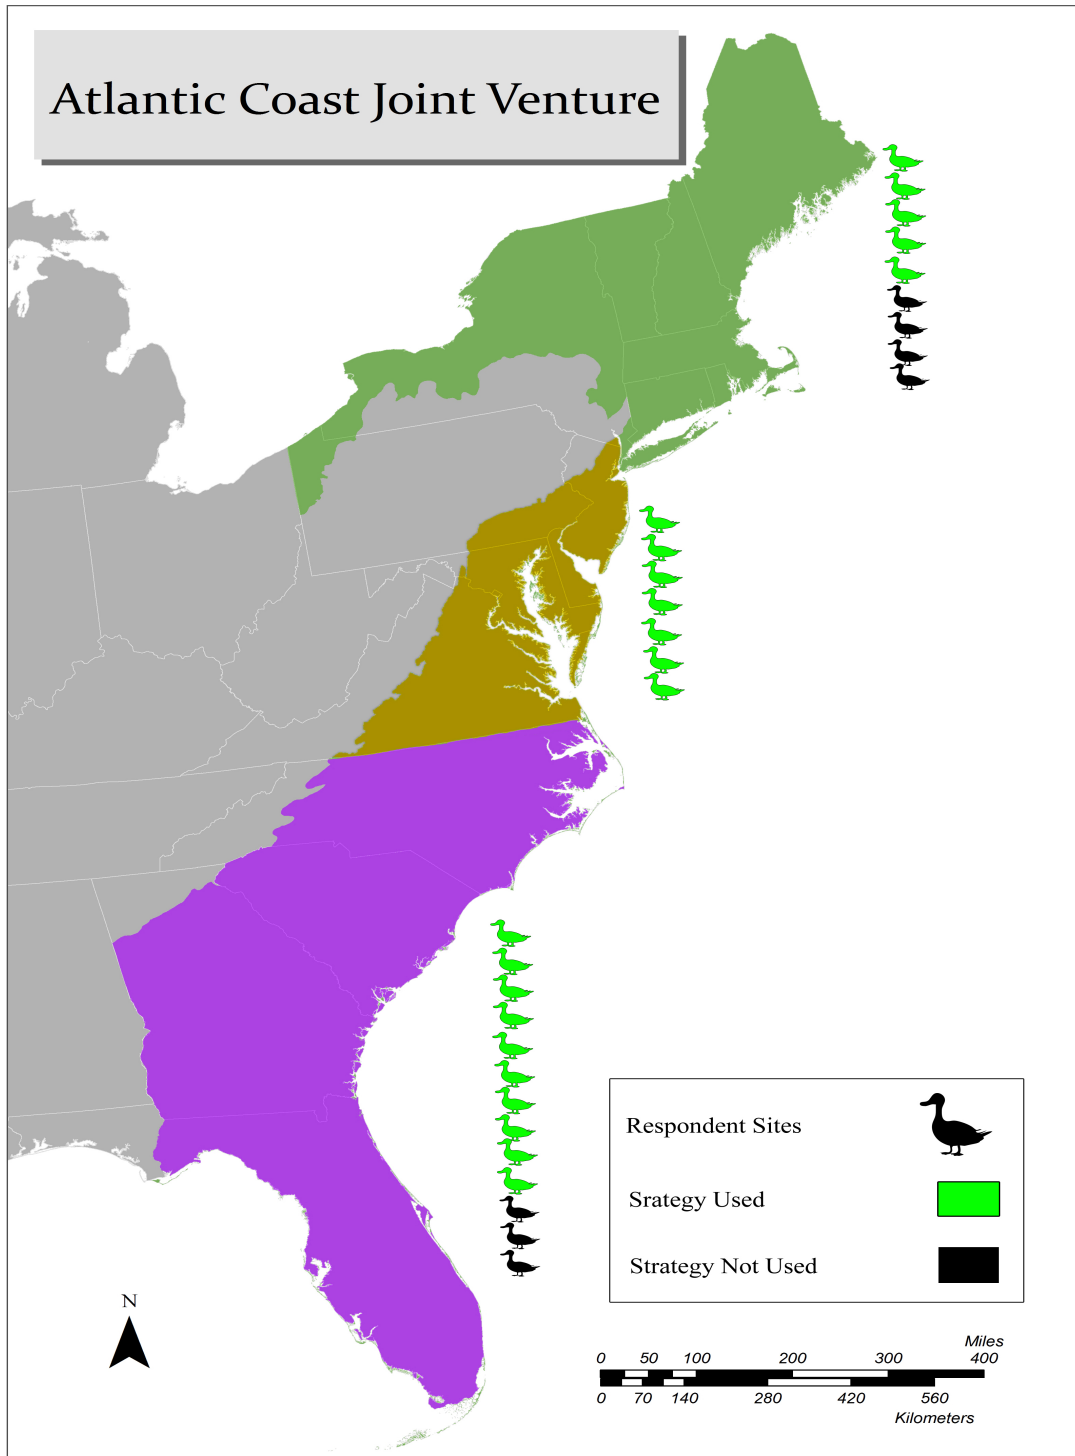 Atlantic Coast Joint Venture
Respondent Sites
Srategy Used
Strategy Not Used
N
Miles
0 50 100 200 300 400
0 70 140 280 420 560
Kilometers